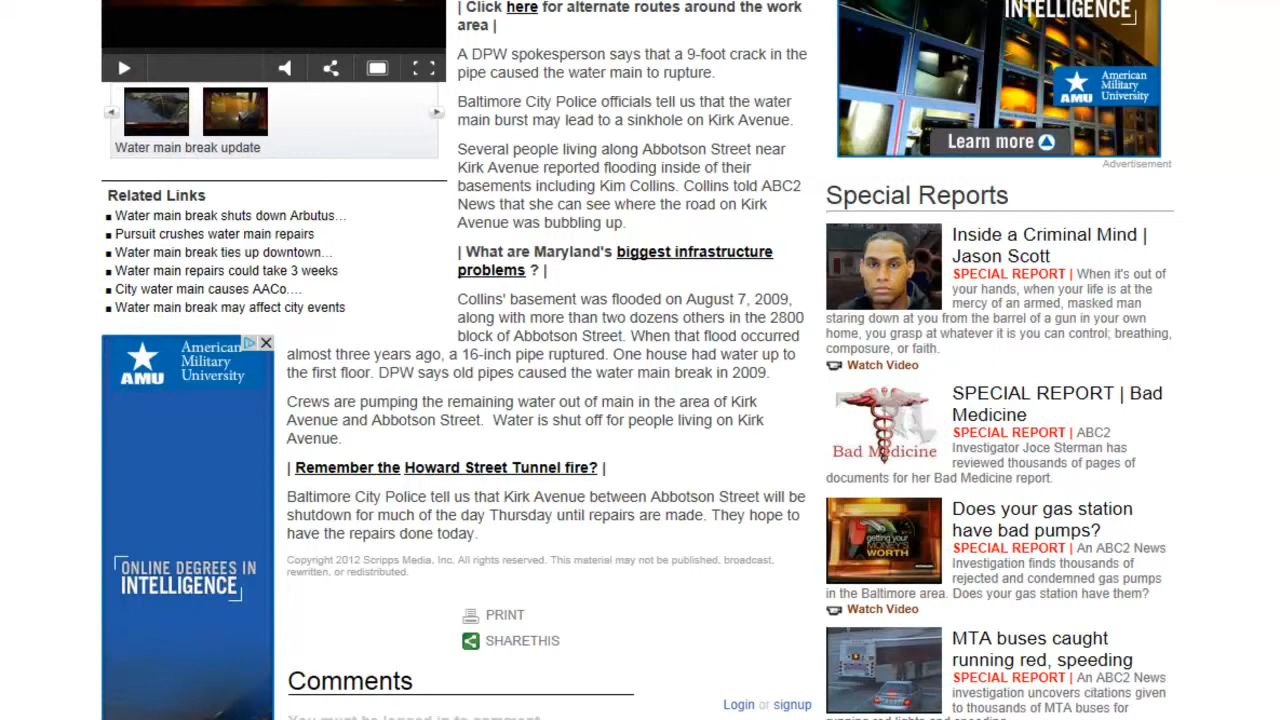 | Click here for alternate routes around the work
area |
A DPW spokesperson says that a 9-foot crack in the
pipe caused the water main to rupture.
Baltimore City Police officials tell us that the water
main burst may lead to a sinkhole on Kirk Avenue.
Several people living along Abbotson Street near
Kirk Avenue reported flooding inside of their
basements including Kim Collins. Collins told ABC2
News that she can see where the road on Kirk
Avenue was bubbling up.
| What are Maryland's biggest infrastructure
problems ? |
Collins' basement was flooded on August 7, 2009,
along with more than two dozens others in the 2800
block of Abbotson Street. When that flood occurred
almost three years ago, a 16-inch pipe ruptured. One house had water up to
the first floor. DPW says old pipes caused the water main break in 2009.
Crews are pumping the remaining water out of main in the area of Kirk
Avenue and Abbotson Street. Water is shut off for people living on Kirk
Avenue.
| Remember the Howard Street Tunnel fire? |
Baltimore City Police tell us that Kirk Avenue between Abbotson Street will be
shutdown for much of the day Thursday until repairs are made. They hope to
have the repairs done today.
Copyright 2012 Scripps Media, Inc. All rights reserved. This material may not be published, broadcast,
rewritten, or redistributed.
PRINT
SHARETHIS
Comments
Login or signup
You must be logged in to comment
Water main break update
Related Links
Water main break shuts down Arbutus...
Pursuit crushes water main repairs
Water main break ties up downtown...
Water main repairs could take 3 weeks
City water main causes AACo....
Water main break may affect city events
AMU
American
Military
University
ONLINE DEGREES IN
INTELLIGENCE
INTELLIGENCE
AMU
American
Military
University
Learn more
Advertisement
Special Reports
Inside a Criminal Mind |
Jason Scott
SPECIAL REPORT | When it's out of
your hands, when your life is at the
mercy of an armed, masked man
staring down at you from the barrel of a gun in your own
home, you grasp at whatever it is you can control; breathing,
composure, or faith.
Watch Video
Bad Medicine
SPECIAL REPORT | Bad
Medicine
SPECIAL REPORT | ABC2
Investigator Joce Sterman has
reviewed thousands of pages of
documents for her Bad Medicine report.
getting your
MONEY'S
WORTH
Does your gas station
have bad pumps?
SPECIAL REPORT | An ABC2 News
Investigation finds thousands of
rejected and condemned gas pumps
in the Baltimore area. Does your gas station have them?
Watch Video
MTA buses caught
running red, speeding
SPECIAL REPORT | An ABC2 News
investigation uncovers citations given
to thousands of MTA buses for
running red lights and speeding